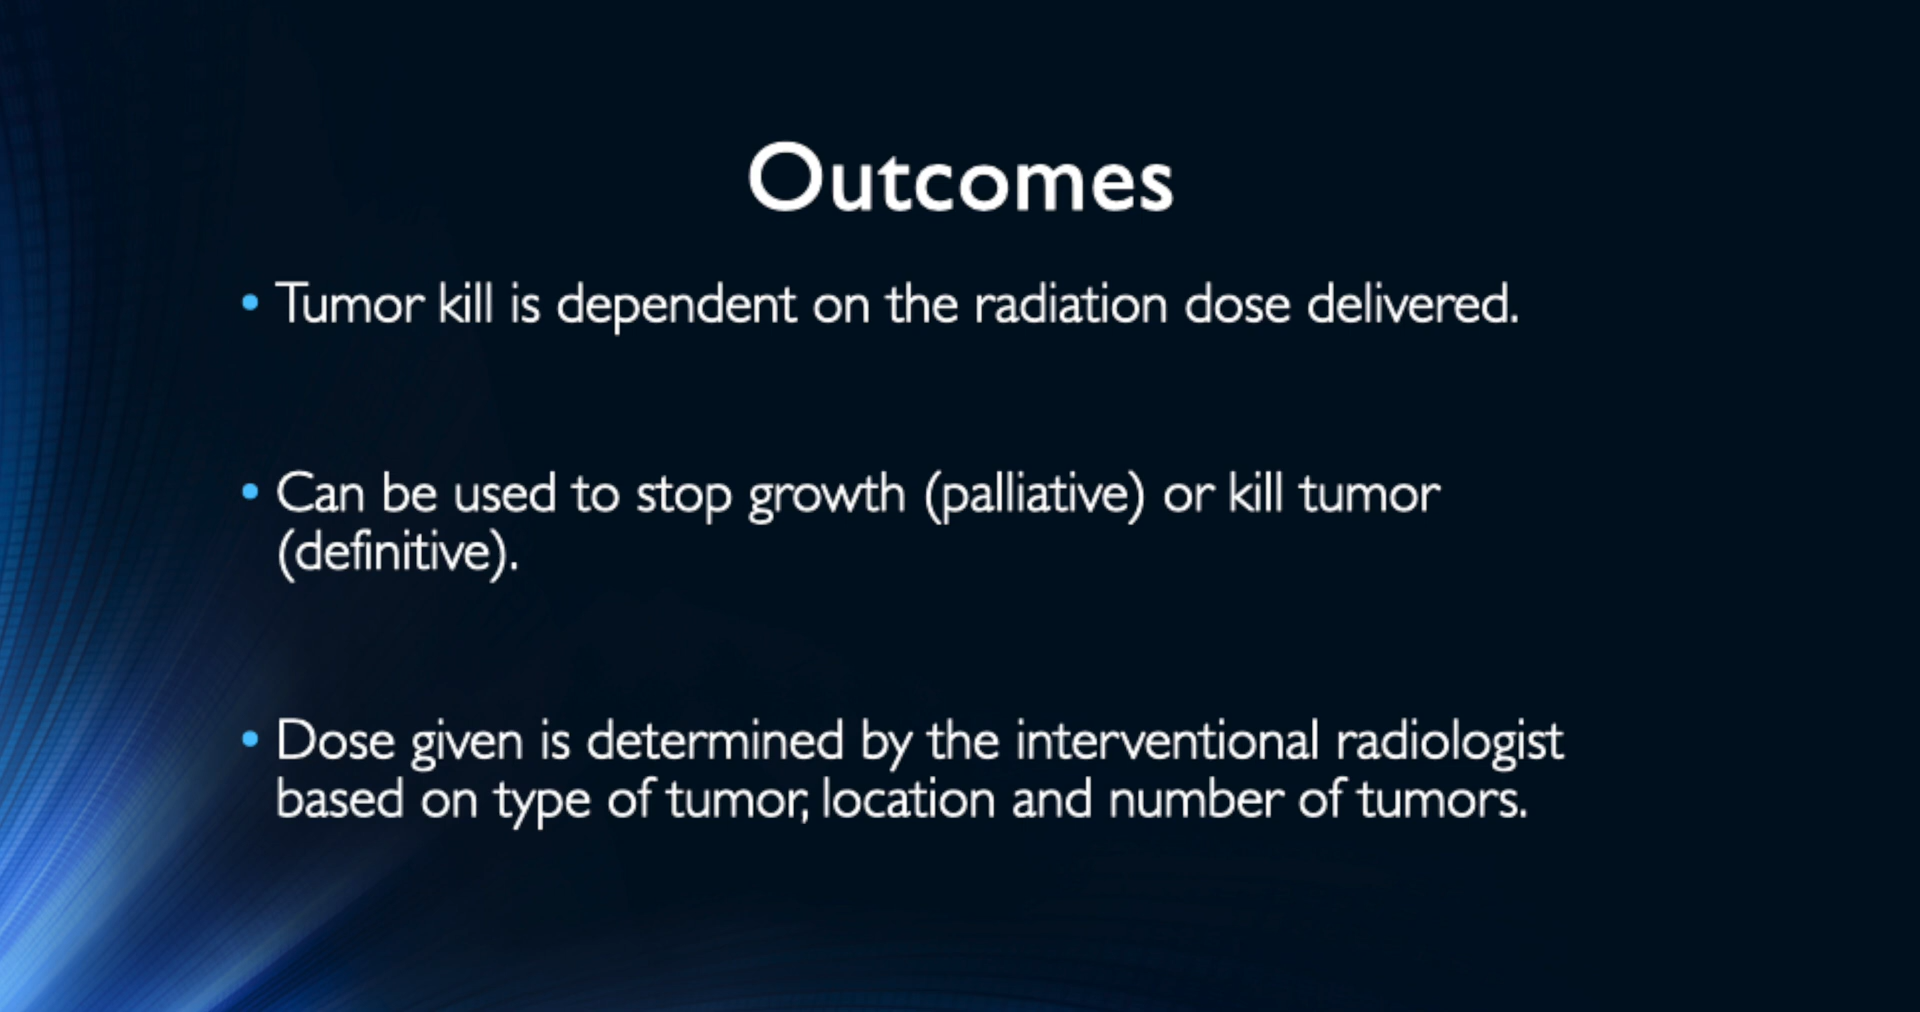 Outcomes
• Tumor kill is dependent on the radiation dose delivered.
• Can be used to stop growth (palliative) or kill tumor
(definitive).
• Dose given is determined by the interventional radiologist
based on type of tumor, location and number of tumors.